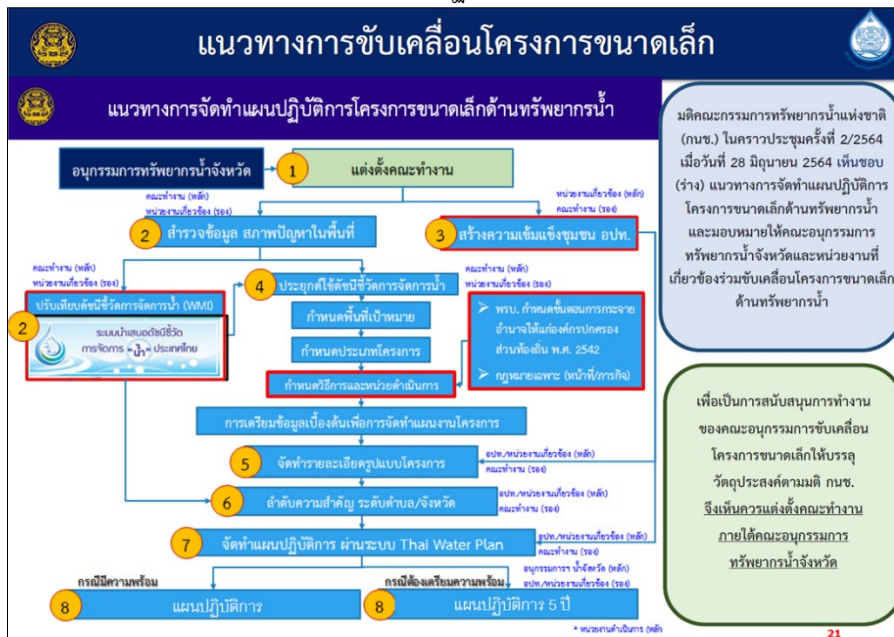 แนวทางการขับเคลื่อนโครงการขนาดเล็ก
แนวทางการจัดทำแผนปฏิบัติการโครงการขนาดเล็กด้านทรัพยากรน้ำ
อนุกรรมการทรัพยากรน้ำจังหวัด
1
แต่งตั้งคณะทำงาน
คณะทำงาน (หลัก)
หน่วยงานเกี่ยวข้อง (รอง)
หน่วยงานเกี่ยวข้อง (หลัก)
คณะทำงาน (รอง)
2
สำรวจข้อมูล สภาพปัญหาในพื้นที่
3
สร้างความเข้มแข็งชุมชน อปท.
คณะทำงาน (หลัก)
หน่วยงานเกี่ยวข้อง (รอง)
ปรับเทียบดัชนีชี้วัดการจัดการน้ำ (WMI)
2
ระบบนำเสนอดัชนีชี้วัด
การจัดการ "น้ำ" ประเทศไทย
4
ประยุกต์ใช้ดัชนีชี้วัดการจัดการน้ำ
คณะทำงาน (หลัก)
หน่วยงานเกี่ยวข้อง (รอง)
กำหนดพื้นที่เป้าหมาย
กำหนดประเภทโครงการ
กำหนดวิธีการและหน่วยดำเนินการ
➢ พรบ. กำหนดขั้นตอนการกระจาย
อำนาจให้แก่องค์กรปกครอง
ส่วนท้องถิ่น พ.ศ. 2542
➢ กฎหมายเฉพาะ (หน้าที่/ภารกิจ)
การเตรียมข้อมูลเบื้องต้นเพื่อการจัดทำแผนงานโครงการ
5
จัดทำรายละเอียดรูปแบบโครงการ
อปท./หน่วยงานเกี่ยวข้อง (หลัก)
คณะทำงาน (รอง)
6
ลำดับความสำคัญ ระดับตำบล/จังหวัด
อปท./หน่วยงานเกี่ยวข้อง (หลัก)
คณะทำงาน (รอง)
7
จัดทำแผนปฏิบัติการ ผ่านระบบ Thai Water Plan
อปท./หน่วยงานเกี่ยวข้อง (หลัก)
คณะทำงาน (รอง)
กรณีมีความพร้อม
กรณีต้องเตรียมความพร้อม
อนุกรรมการฯ น้ำจังหวัด (หลัก)
อปท./หน่วยงานเกี่ยวข้อง (รอง)
8
แผนปฏิบัติการ
8
แผนปฏิบัติการ 5 ปี
* หน่วยงานดำเนินการ (หลัก
มติคณะกรรมการทรัพยากรน้ำแห่งชาติ
(กนช.) ในคราวประชุมครั้งที่ 2/2564
เมื่อวันที่ 28 มิถุนายน 2564 เห็นชอบ
(ร่าง) แนวทางการจัดทำแผนปฏิบัติการ
โครงการขนาดเล็กด้านทรัพยากรน้ำ
และมอบหมายให้คณะอนุกรรมการ
ทรัพยากรน้ำจังหวัดและหน่วยงานที่
เกี่ยวข้องร่วมขับเคลื่อนโครงการขนาดเล็ก
ด้านทรัพยากรน้ำ
เพื่อเป็นการสนับสนุนการทำงาน
ของคณะอนุกรรมการขับเคลื่อน
โครงการขนาดเล็กให้บรรลุ
วัตถุประสงค์ตามมติ กนช.
จึงเห็นควรแต่งตั้งคณะทำงาน
ภายใต้คณะอนุกรรมการ
ทรัพยากรน้ำจังหวัด
21